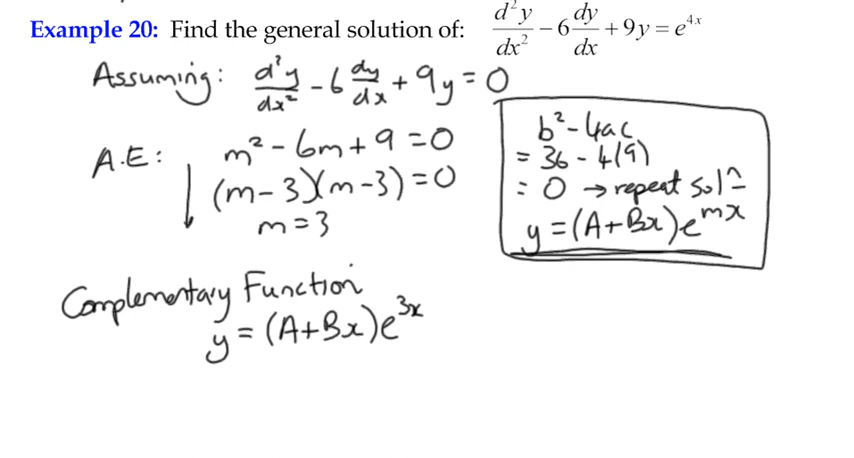 Example 20: Find the general solution of: d²y/dx² − 6 dy/dx + 9y = e^{4x}
Assuming: d²y/dx² − 6 dy/dx + 9y = 0
A.E: m² − 6m + 9 = 0
(m − 3)(m − 3) = 0
m = 3
b² − 4ac
= 36 − 4(9)
= 0 → repeat solⁿ
y = (A+Bx)e^{mx}
Complementary Function
y = (A+Bx)e^{3x}